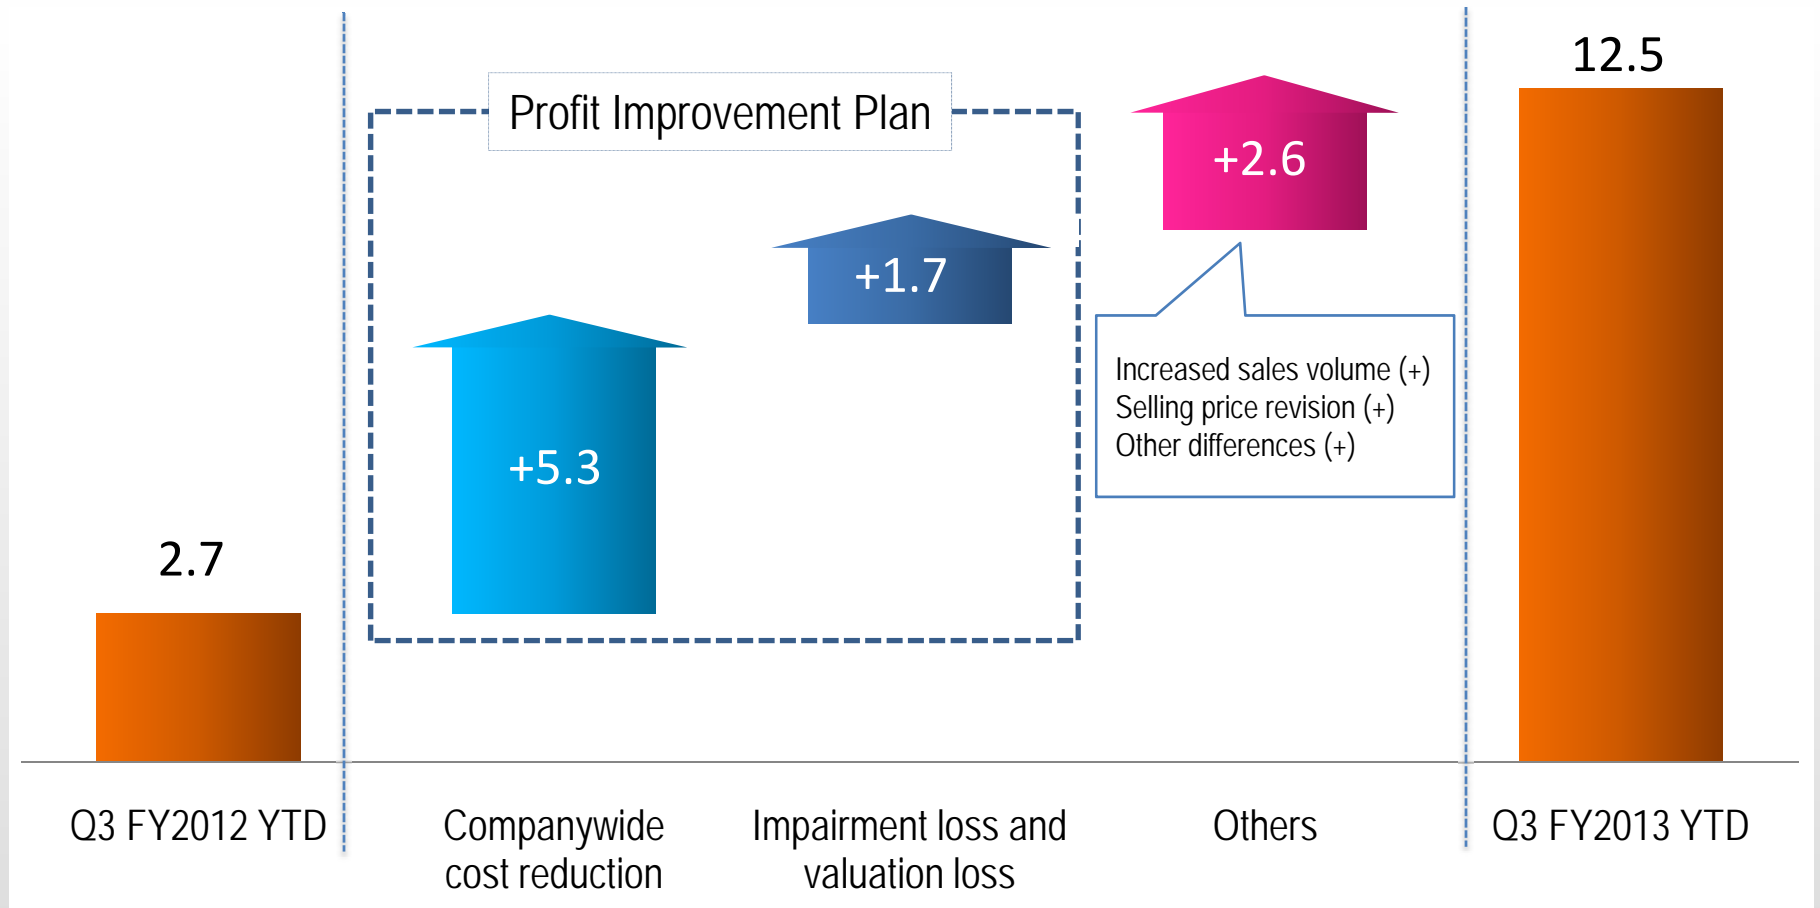 12.5
Profit Improvement Plan
+2.6
+1.7
Increased sales volume (+)
Selling price revision (+)
Other differences (+)
+5.3
2.7
Q3 FY2012 YTD
Companywide
cost reduction
Impairment loss and
valuation loss
Others
Q3 FY2013 YTD